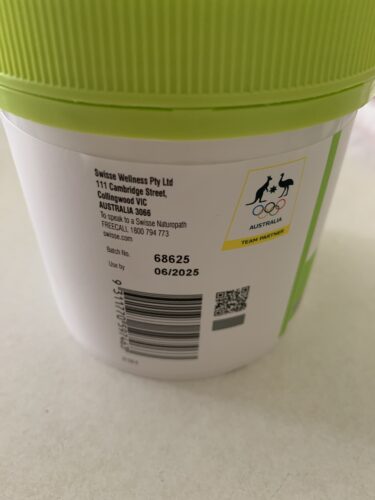 Swisse Wellness Pty Ltd
111 Cambridge Street,
Collingwood VIC
AUSTRALIA 3066
To speak to a Swisse Naturopath
FREECALL 1800 794 773
swisse.com
Batch No. 68625
Use by 06/2025
AUSTRALIA
TEAM PARTNER